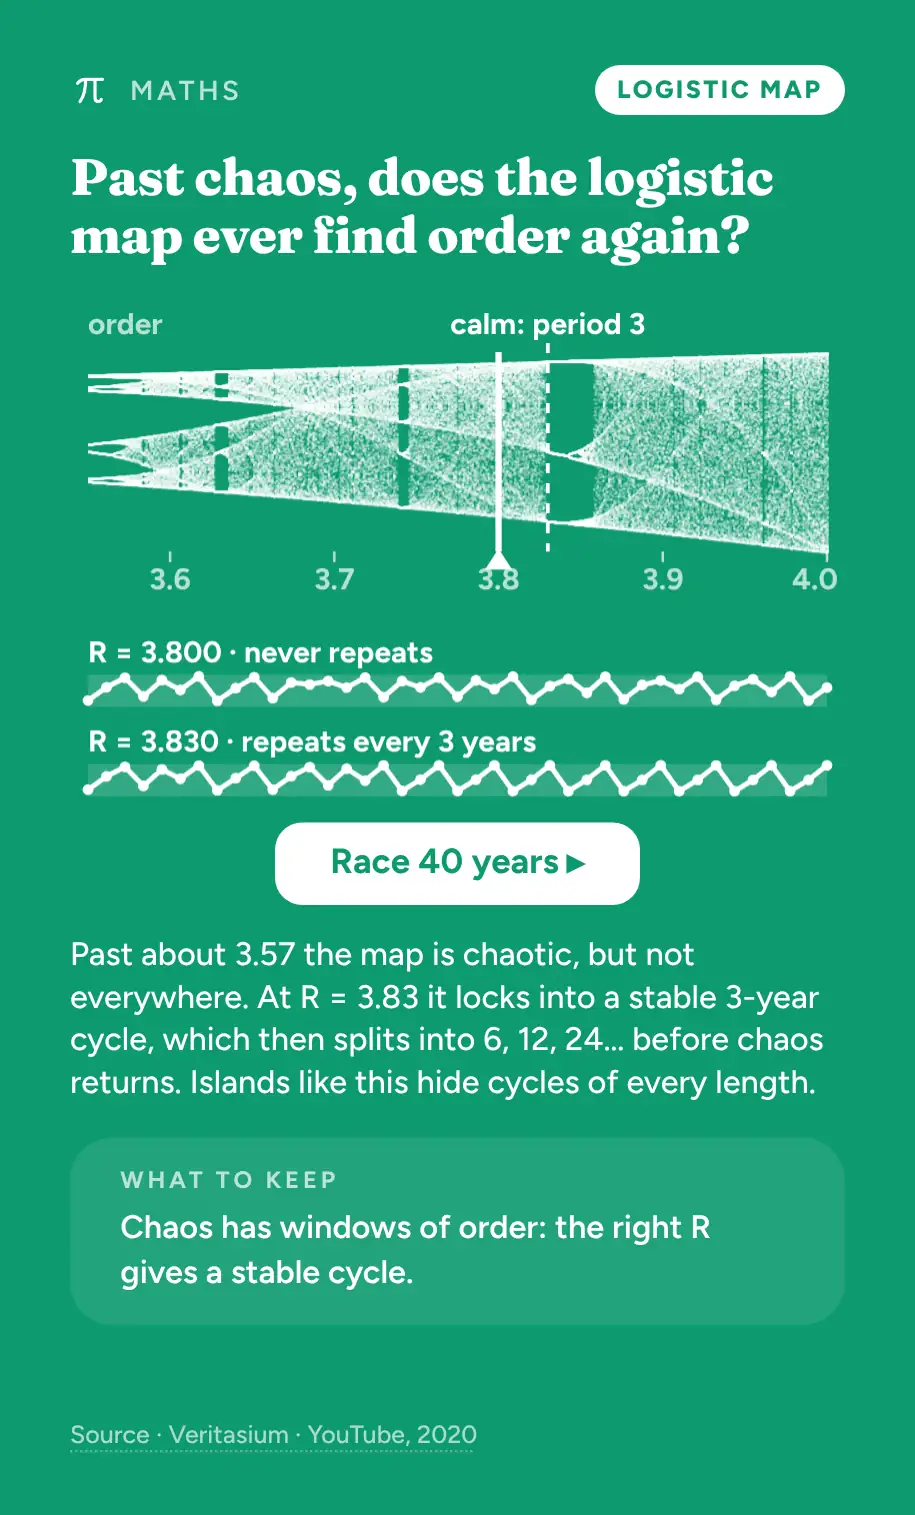 π MATHS
LOGISTIC MAP
Past chaos, does the logistic
map ever find order again?
order
calm: period 3
3.6 3.7 3.8 3.9 4.0
R = 3.800 · never repeats
R = 3.830 · repeats every 3 years
Race 40 years ▸
Past about 3.57 the map is chaotic, but not
everywhere. At R = 3.83 it locks into a stable 3-year
cycle, which then splits into 6, 12, 24… before chaos
returns. Islands like this hide cycles of every length.
WHAT TO KEEP
Chaos has windows of order: the right R
gives a stable cycle.
Source · Veritasium · YouTube, 2020